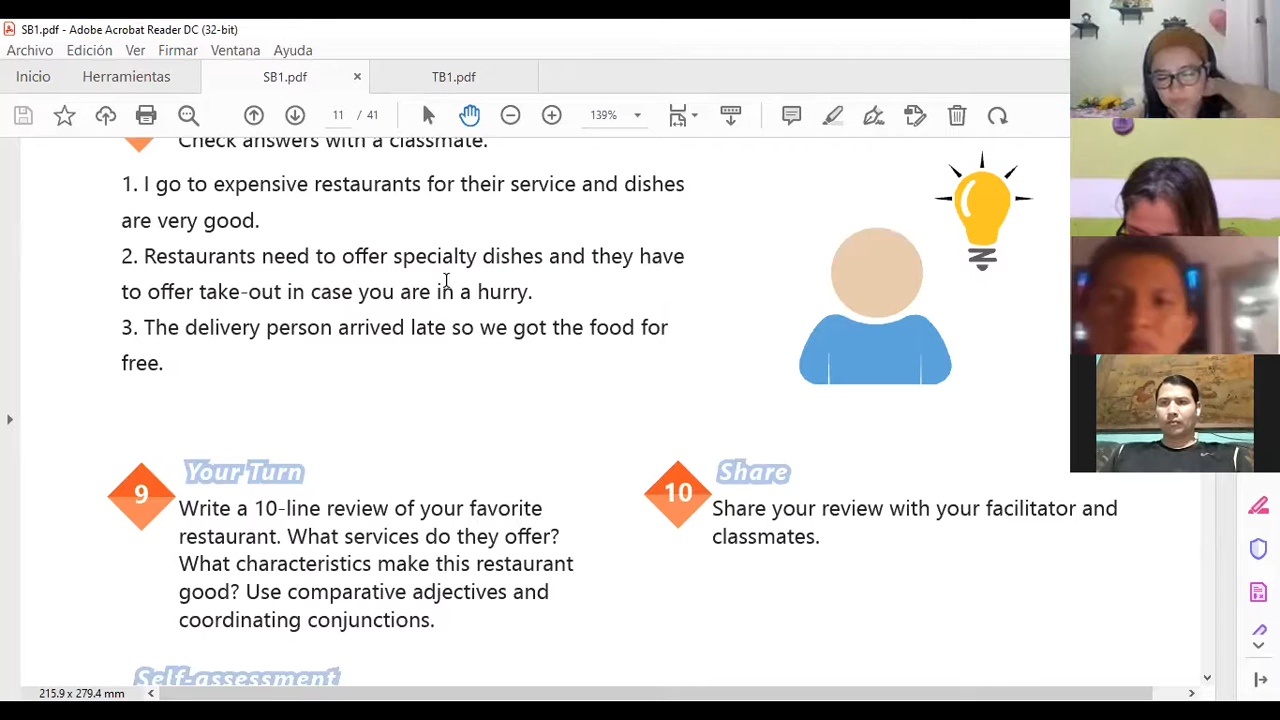 SB1.pdf - Adobe Acrobat Reader DC (32-bit)
Archivo Edición Ver Firmar Ventana Ayuda
Inicio Herramientas SB1.pdf × TB1.pdf
11 / 41 139%
Check answers with a classmate.
1. I go to expensive restaurants for their service and dishes
are very good.
2. Restaurants need to offer specialty dishes and they have
to offer take-out in case you are in a hurry.
3. The delivery person arrived late so we got the food for
free.
9 Your Turn
Write a 10-line review of your favorite
restaurant. What services do they offer?
What characteristics make this restaurant
good? Use comparative adjectives and
coordinating conjunctions.
10 Share
Share your review with your facilitator and
classmates.
Self-assessment
215.9 x 279.4 mm